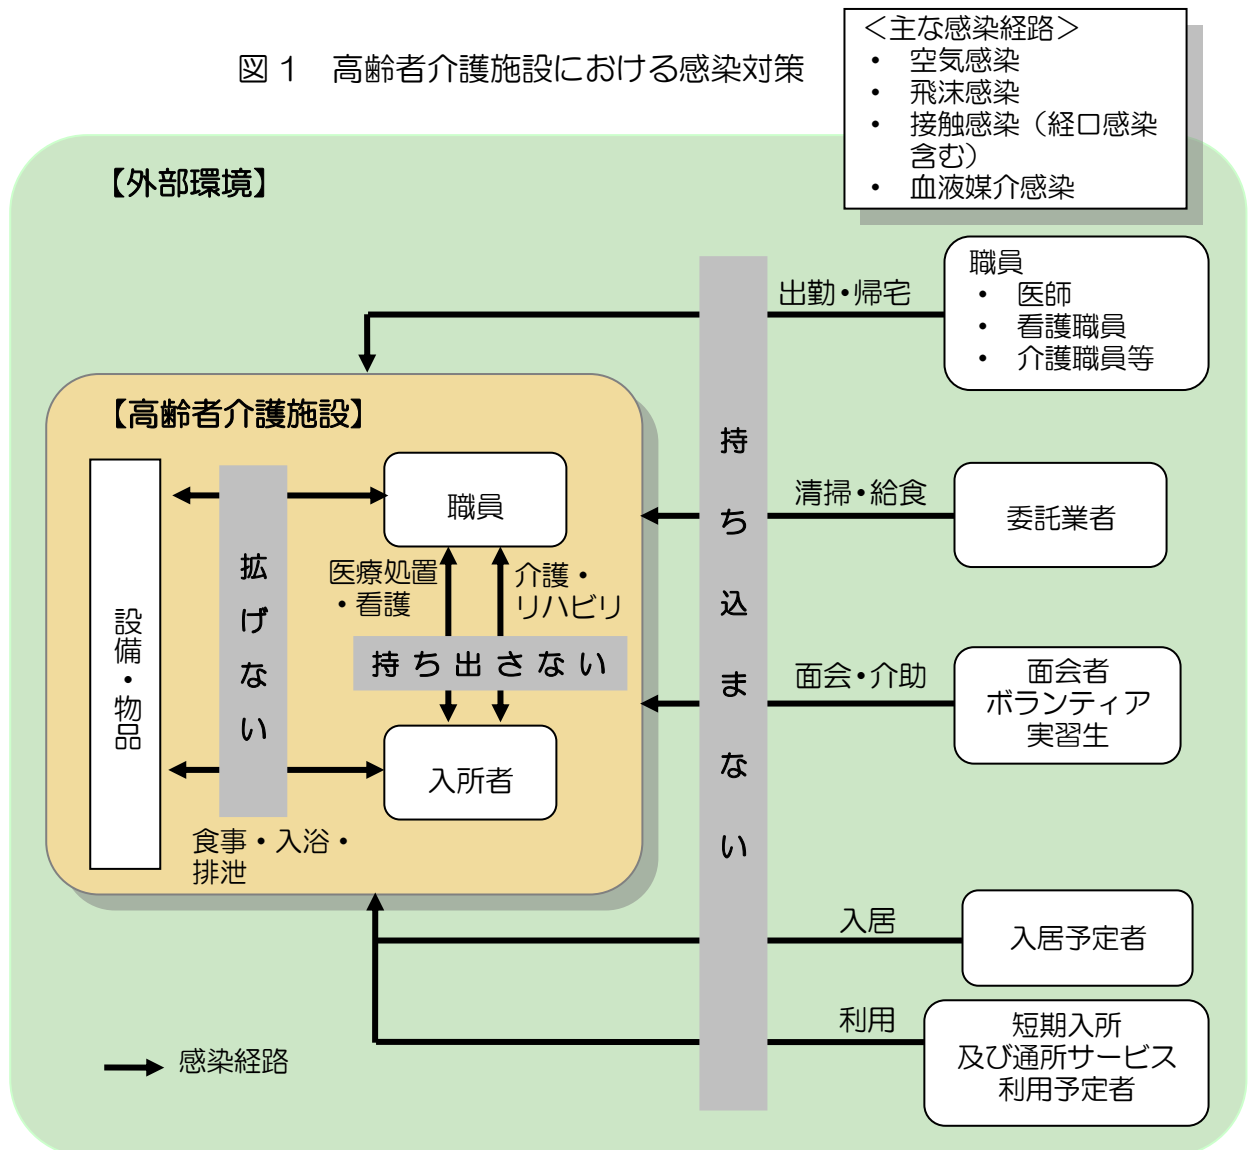 図１　高齢者介護施設における感染対策
＜主な感染経路＞
・　空気感染
・　飛沫感染
・　接触感染（経口感染
含む）
・　血液媒介感染
【外部環境】
職員
・　医師
・　看護職員
・　介護職員等
出勤・帰宅
持ち込まない
【高齢者介護施設】
職員
拡げない
設備・物品
医療処置
・看護
介護・
リハビリ
持ち出さない
入所者
食事・入浴・
排泄
清掃・給食
委託業者
面会・介助
面会者
ボランティア
実習生
入居
入居予定者
利用
短期入所
及び通所サービス
利用予定者
感染経路